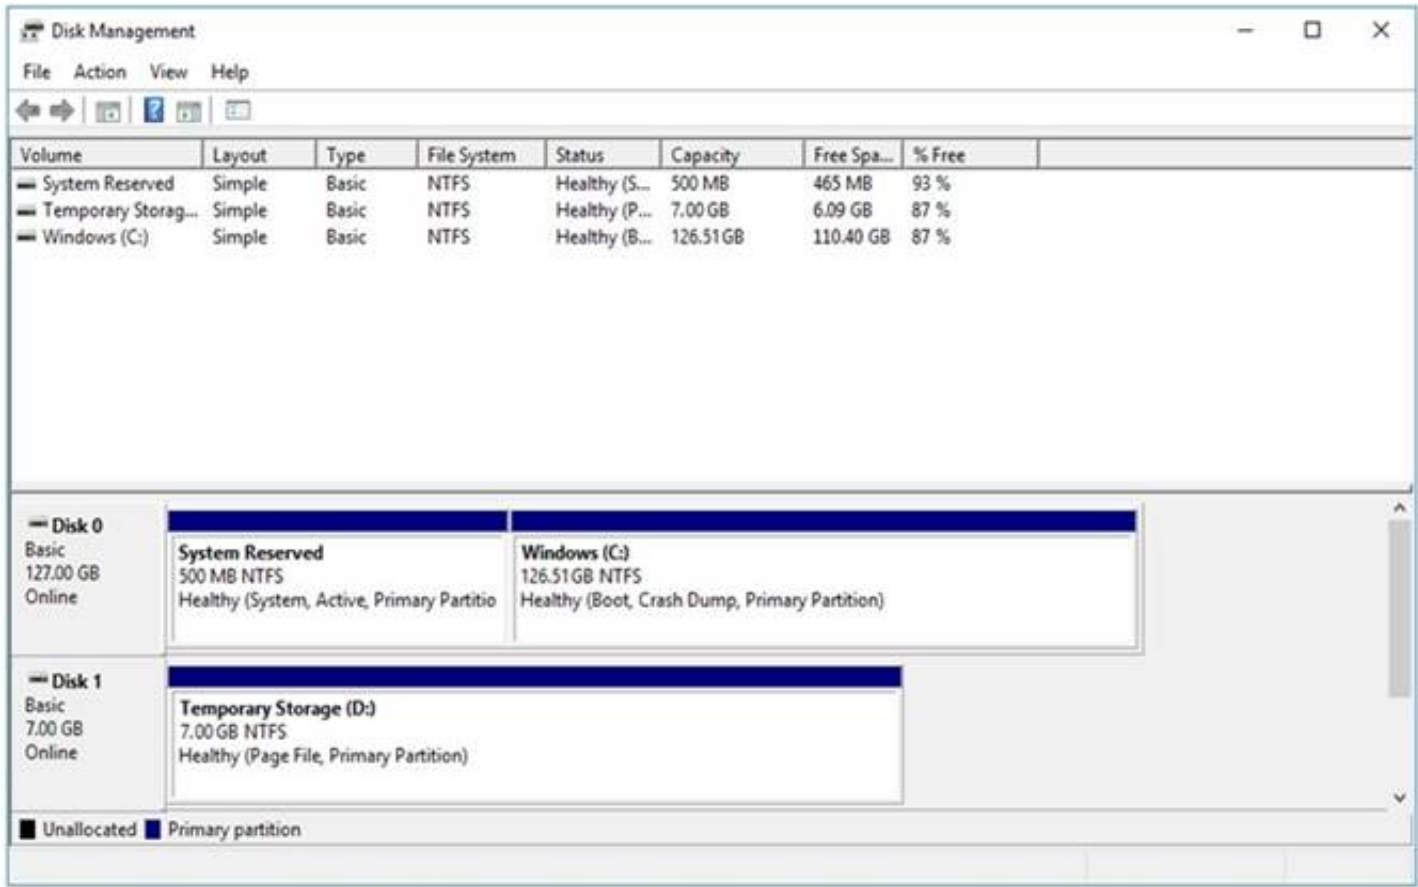 Disk Management
File Action View Help
Volume Layout Type File System Status Capacity Free Spa... % Free
System Reserved Simple Basic NTFS Healthy (S... 500 MB 465 MB 93 %
Temporary Storag... Simple Basic NTFS Healthy (P... 7.00 GB 6.09 GB 87 %
Windows (C:) Simple Basic NTFS Healthy (B... 126.51 GB 110.40 GB 87 %
Disk 0
Basic
127.00 GB
Online
System Reserved
500 MB NTFS
Healthy (System, Active, Primary Partitio
Windows (C:)
126.51 GB NTFS
Healthy (Boot, Crash Dump, Primary Partition)
Disk 1
Basic
7.00 GB
Online
Temporary Storage (D:)
7.00 GB NTFS
Healthy (Page File, Primary Partition)
Unallocated Primary partition